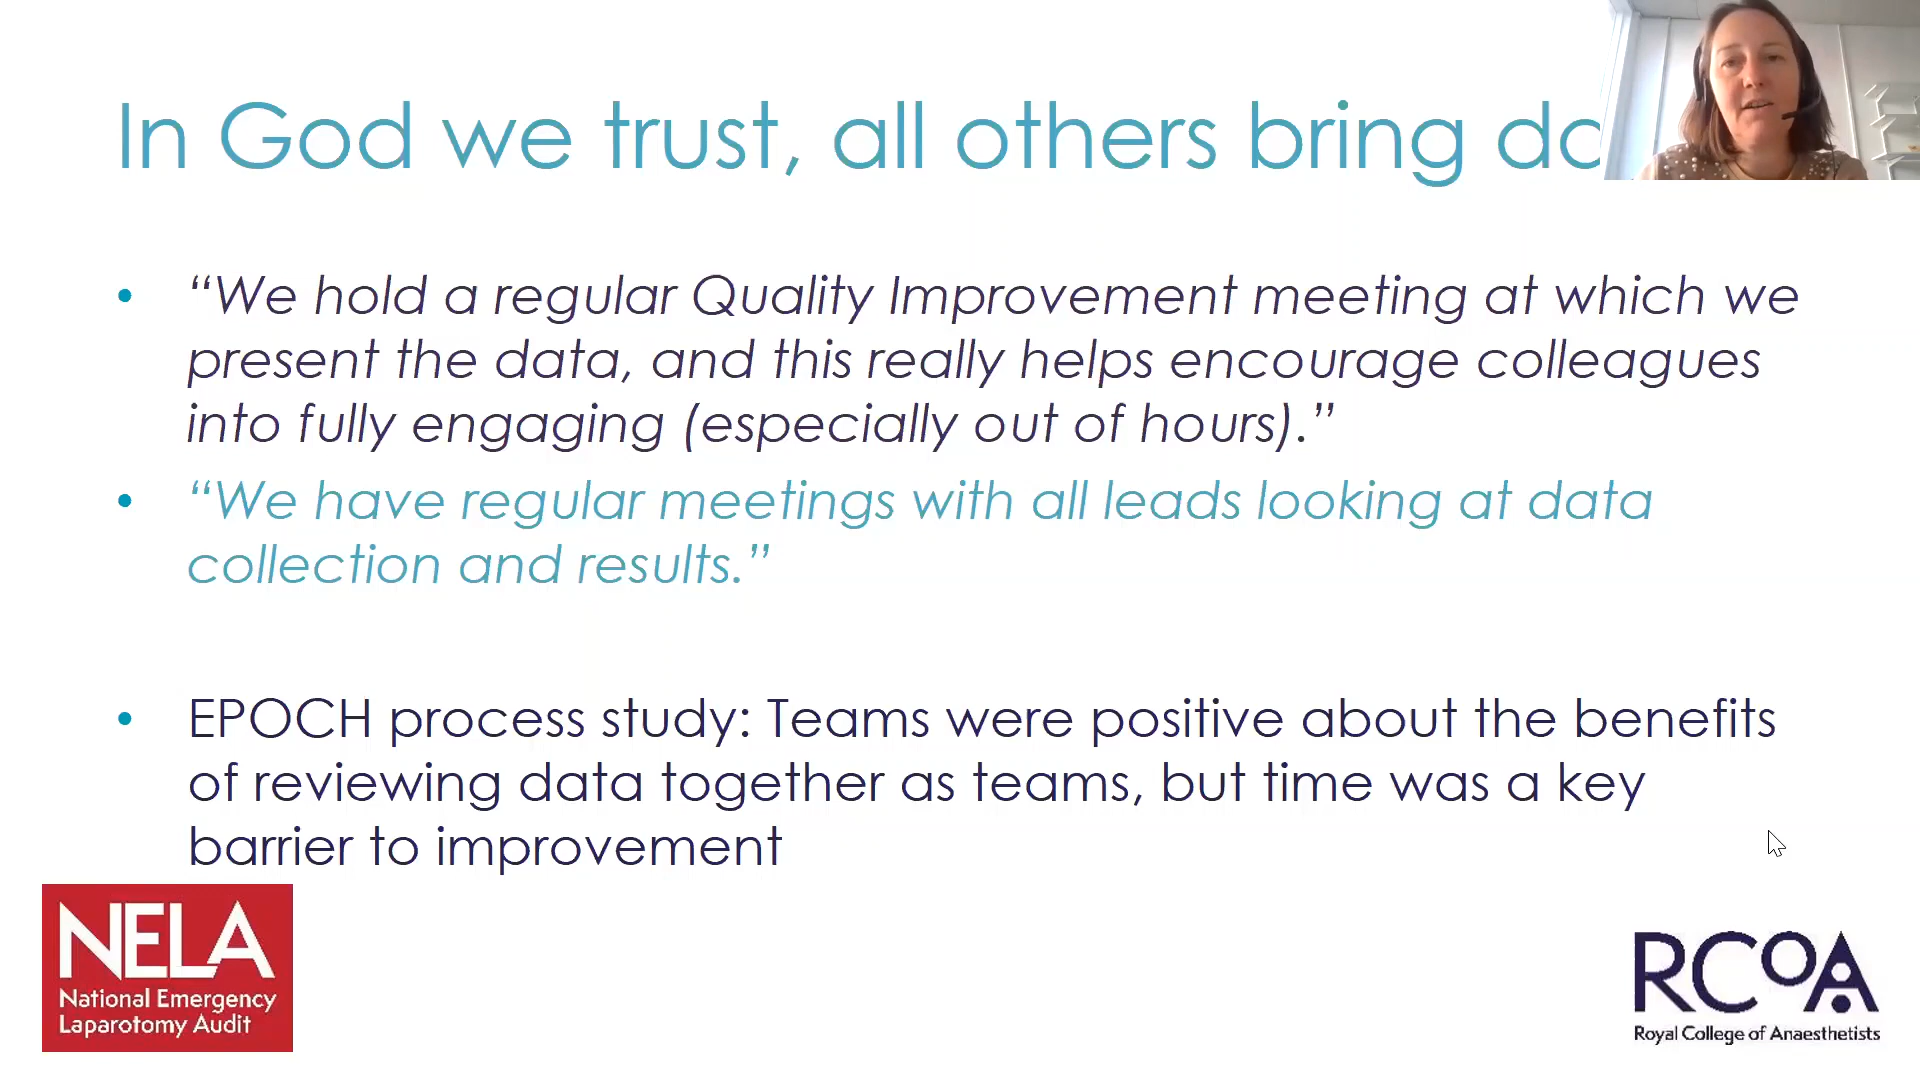 In God we trust, all others bring
• “We hold a regular Quality Improvement meeting at which we
present the data, and this really helps encourage colleagues
into fully engaging (especially out of hours).”
• “We have regular meetings with all leads looking at data
collection and results.”
• EPOCH process study: Teams were positive about the benefits
of reviewing data together as teams, but time was a key
barrier to improvement
NELA
National Emergency
Laparotomy Audit
RCoA
Royal College of Anaesthetists